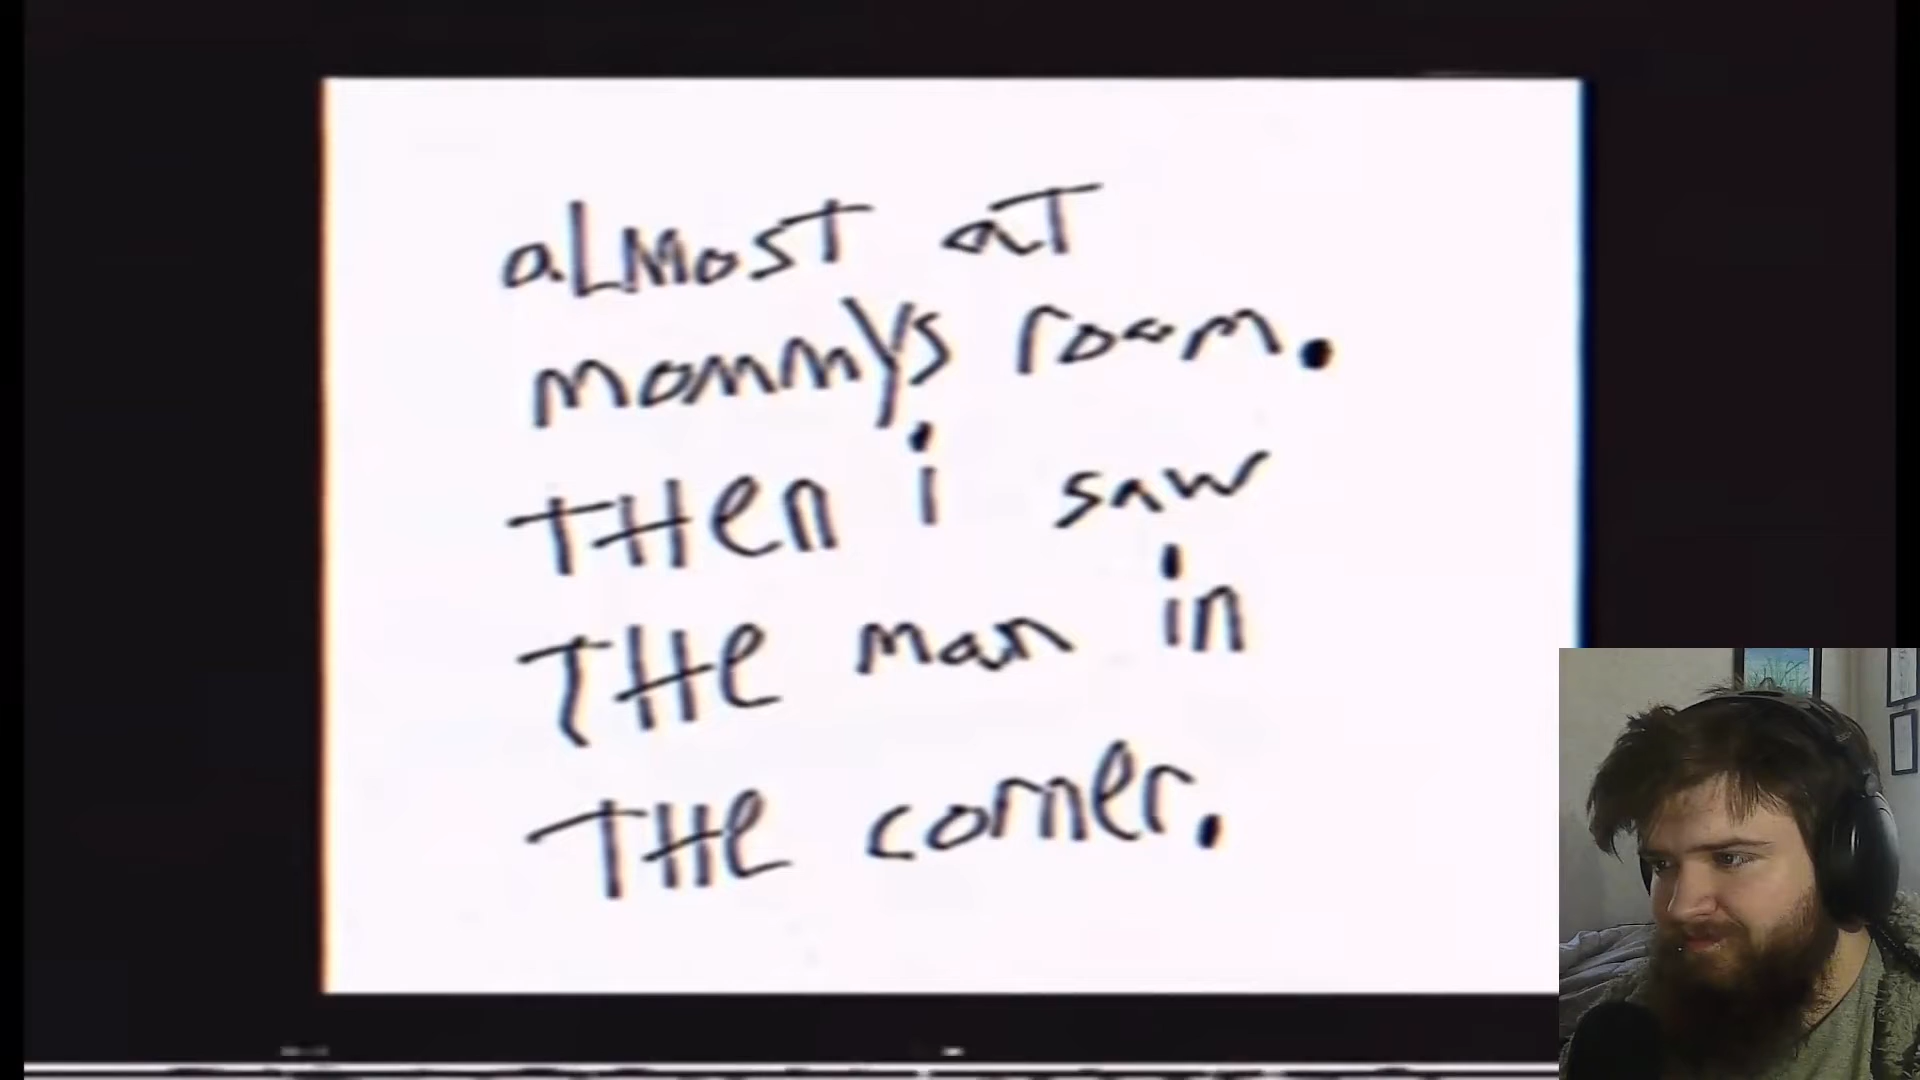 aLMosT aT
mommys room.
THen i saw
THe man in
THe corner.